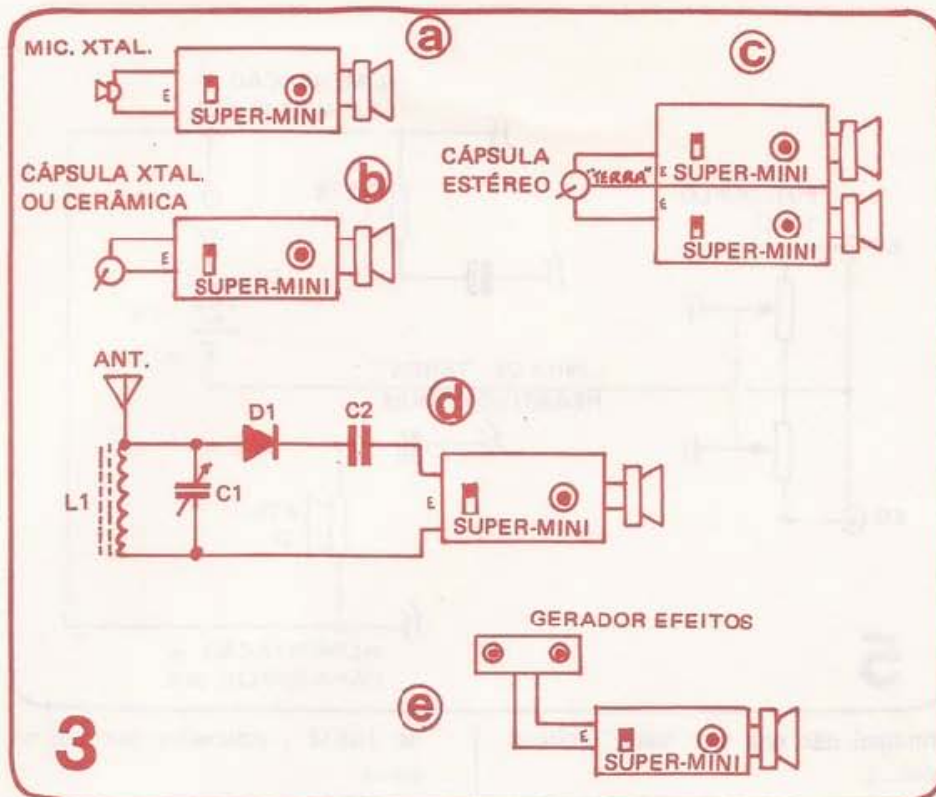 a
MIC. XTAL.
E
SUPER-MINI
b
CÁPSULA XTAL.
OU CERÂMICA
E
SUPER-MINI
c
CÁPSULA
ESTÉREO
"TERRA"
E
SUPER-MINI
E
SUPER-MINI
d
ANT.
D1
C2
L1
C1
E
SUPER-MINI
e
GERADOR EFEITOS
E
SUPER-MINI
3